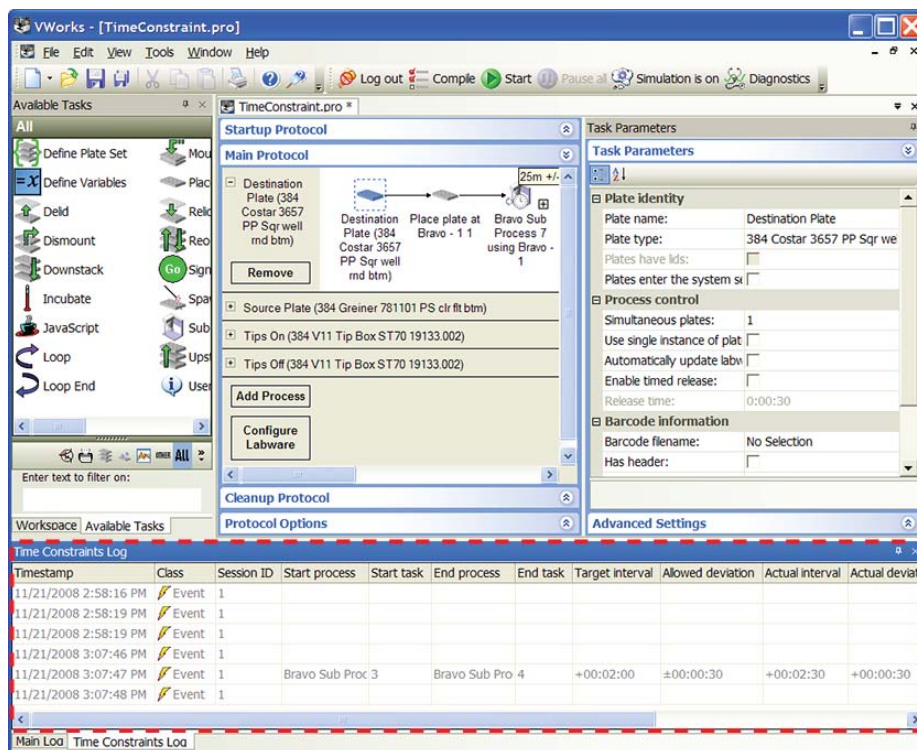 VWorks - [TimeConstraint.pro]
File Edit View Tools Window Help
Log out Compile Start Pause all Simulation is on Diagnostics
Available Tasks
All
Define Plate Set
Mou
=x Define Variables
Plac
Delid
Relic
Dismount
Reo
Downstack
Go Sign
Incubate
Spa
JavaScript
Sub
Loop
Upst
Loop End
User
OTHER All
Enter text to filter on:
Workspace Available Tasks
TimeConstraint.pro *
Startup Protocol
Main Protocol
25m +/-
Destination Plate (384 Costar 3657 PP Sqr well rnd btm)
Remove
Destination Plate (384 Costar 3657 PP Sqr well rnd btm)
Place plate at Bravo - 1 1
Bravo Sub Process 7 using Bravo - 1
Source Plate (384 Greiner 781101 PS clr flt btm)
Tips On (384 V11 Tip Box ST70 19133.002)
Tips Off (384 V11 Tip Box ST70 19133.002)
Add Process
Configure Labware
Cleanup Protocol
Protocol Options
Task Parameters
Task Parameters
Plate identity
Plate name: Destination Plate
Plate type: 384 Costar 3657 PP Sqr we
Plates have lids:
Plates enter the system se
Process control
Simultaneous plates: 1
Use single instance of plat
Automatically update labw
Enable timed release:
Release time: 0:00:30
Barcode information
Barcode filename: No Selection
Has header:
Advanced Settings
Time Constraints Log
Timestamp Class Session ID Start process Start task End process End task Target interval Allowed deviation Actual interval Actual deviat
11/21/2008 2:58:16 PM Event 1
11/21/2008 2:58:19 PM Event 1
11/21/2008 2:58:19 PM Event 1
11/21/2008 3:07:46 PM Event 1
11/21/2008 3:07:47 PM Event 1 Bravo Sub Proc 3 Bravo Sub Pro 4 +00:02:00 ±00:00:30 +00:02:30 +00:00:30
11/21/2008 3:07:48 PM Event 1
Main Log Time Constraints Log